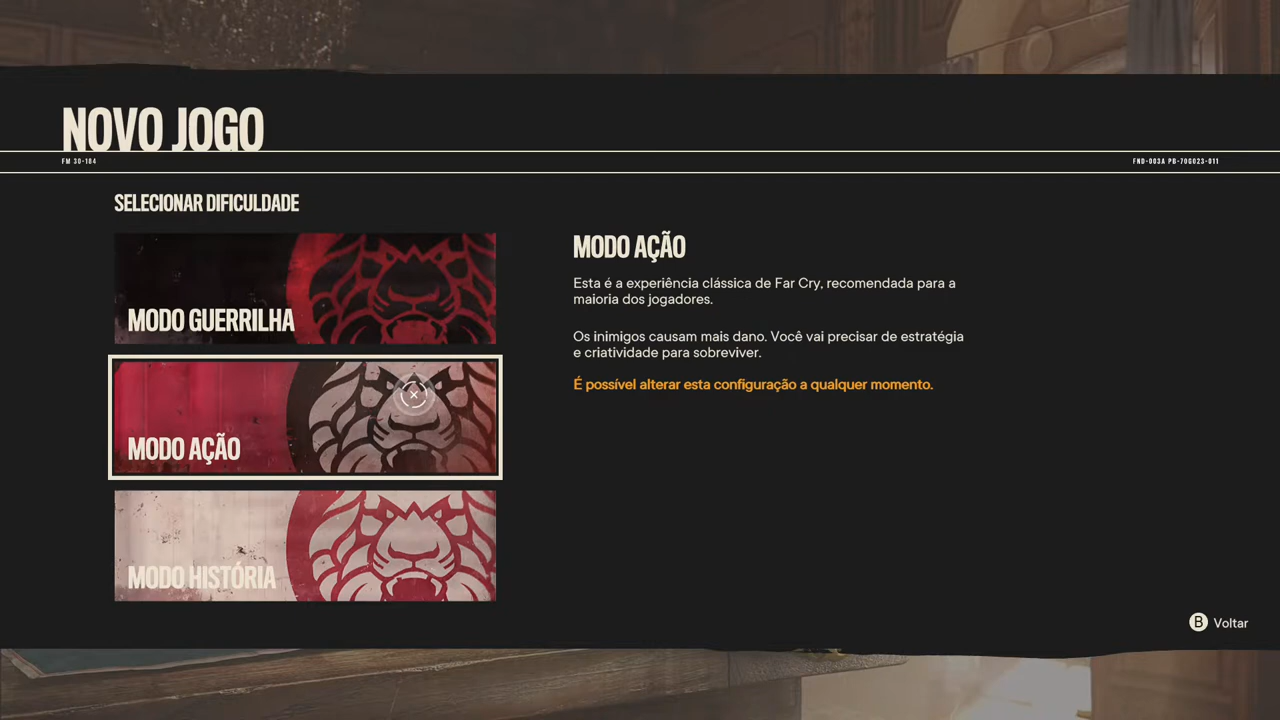 NOVO JOGO
FM 30-184
FND-003A PB-70G023-011
SELECIONAR DIFICULDADE
MODO GUERRILHA
MODO AÇÃO
MODO HISTÓRIA
MODO AÇÃO
Esta é a experiência clássica de Far Cry, recomendada para a
maioria dos jogadores.
Os inimigos causam mais dano. Você vai precisar de estratégia
e criatividade para sobreviver.
É possível alterar esta configuração a qualquer momento.
B Voltar